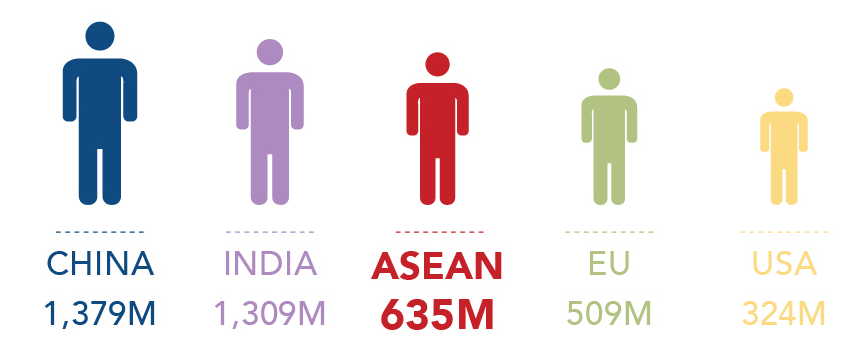 CHINA
1,379M
INDIA
1,309M
ASEAN
635M
EU
509M
USA
324M